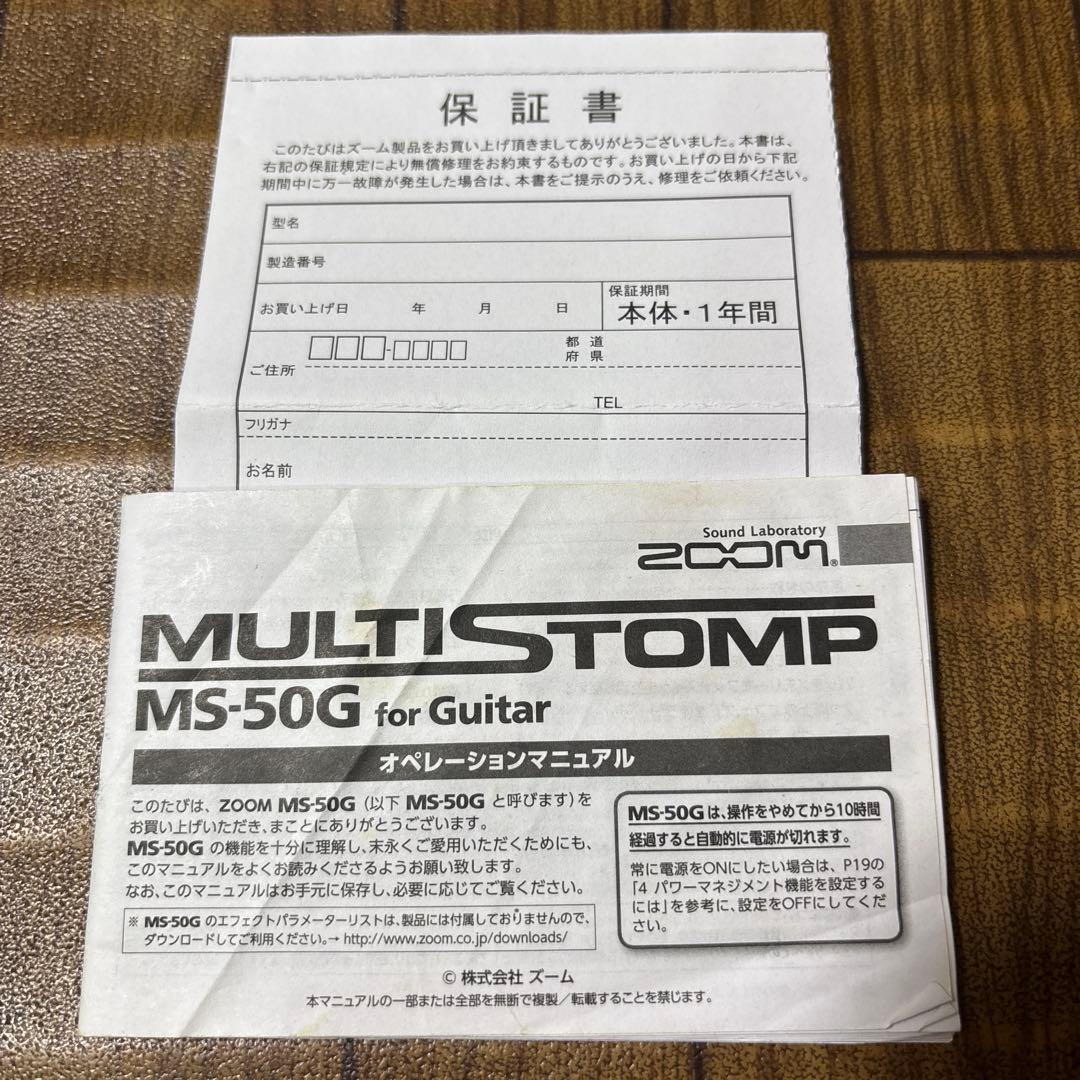 保証書
このたびはズーム製品をお買い上げ頂きましてありがとうございました。本書は、
右記の保証規定により無償修理をお約束するものです。お買い上げの日から下記
期間中に万一故障が発生した場合は、本書をご提示のうえ、修理をご依頼ください。
型名
製造番号
お買い上げ日 年 月 日
保証期間
本体・1年間
都 道
府 県
ご住所
TEL
フリガナ
お名前
Sound Laboratory
ZOOM®
MULTISTOMP
MS-50G for Guitar
オペレーションマニュアル
このたびは、ZOOM MS-50G (以下 MS-50G と呼びます)を
お買い上げいただき、まことにありがとうございます。
MS-50G の機能を十分に理解し、末永くご愛用いただくためにも、
このマニュアルをよくお読みくださるようお願い致します。
なお、このマニュアルはお手元に保存し、必要に応じてご覧ください。
※ MS-50G のエフェクトパラメーターリストは、製品には付属しておりませんので、
ダウンロードしてご利用ください。→ http://www.zoom.co.jp/downloads/
MS-50G は、操作をやめてから10時間
経過すると自動的に電源が切れます。
常に電源をONにしたい場合は、P19の
「4 パワーマネジメント機能を設定する
には」を参考に、設定をOFFにしてくだ
さい。
© 株式会社 ズーム
本マニュアルの一部または全部を無断で複製／転載することを禁じます。